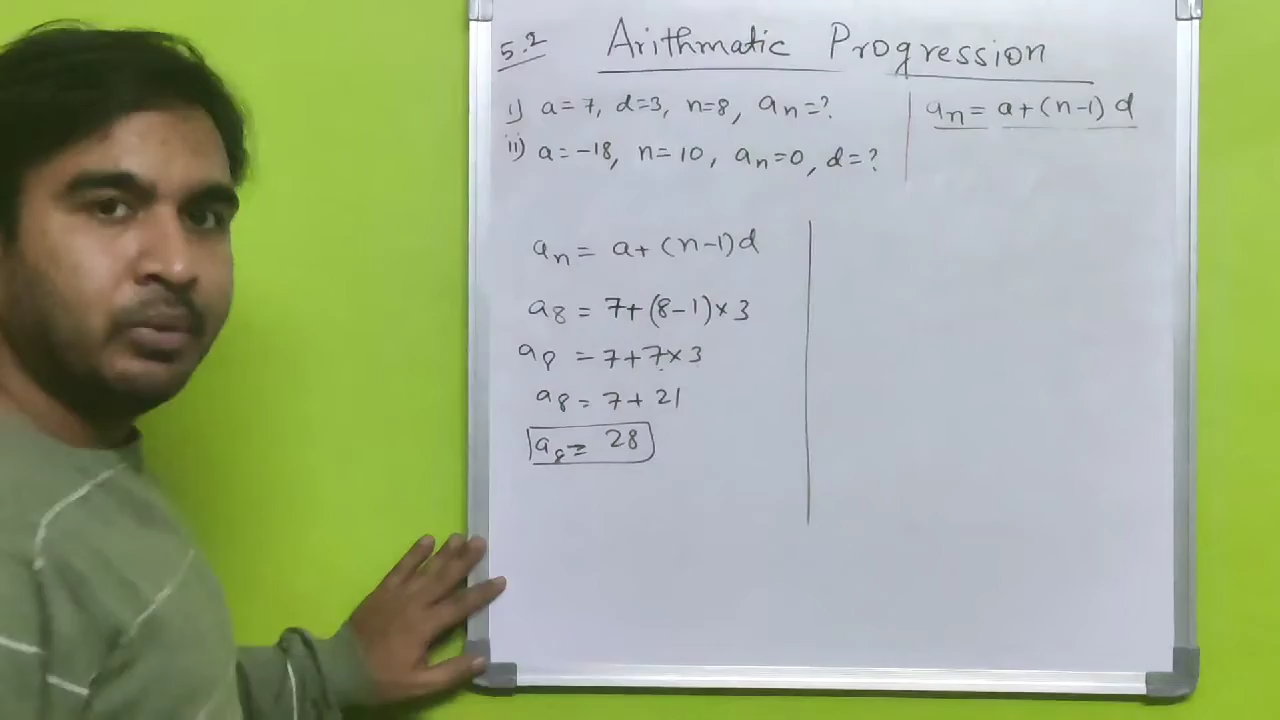 5.2 Arithmatic Progression
i) a=7, d=3, n=8, an=?
an = a+(n-1) d
ii) a=-18, n=10, an=0, d=?
an = a+(n-1)d
a8 = 7+(8-1)×3
a8 = 7+7×3
a8 = 7+21
a8 = 28